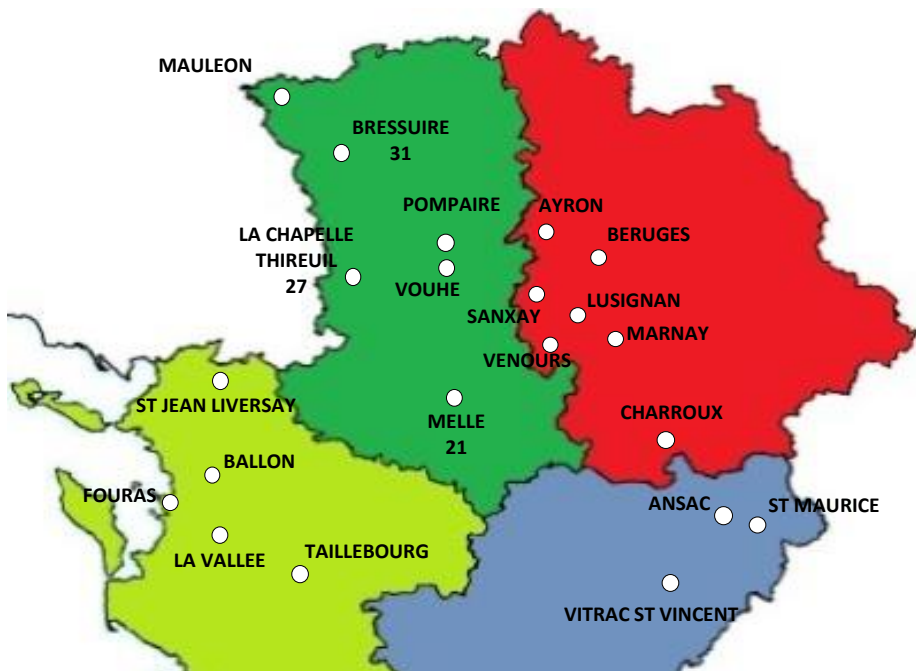 MAULEON
BRESSUIRE
31
POMPAIRE
AYRON
LA CHAPELLE
THIREUIL
27
BERUGES
VOUHE
SANXAY
LUSIGNAN
MARNAY
VENOURS
ST JEAN LIVERSAY
MELLE
21
CHARROUX
BALLON
FOURAS
ANSAC
ST MAURICE
LA VALLEE
TAILLEBOURG
VITRAC ST VINCENT